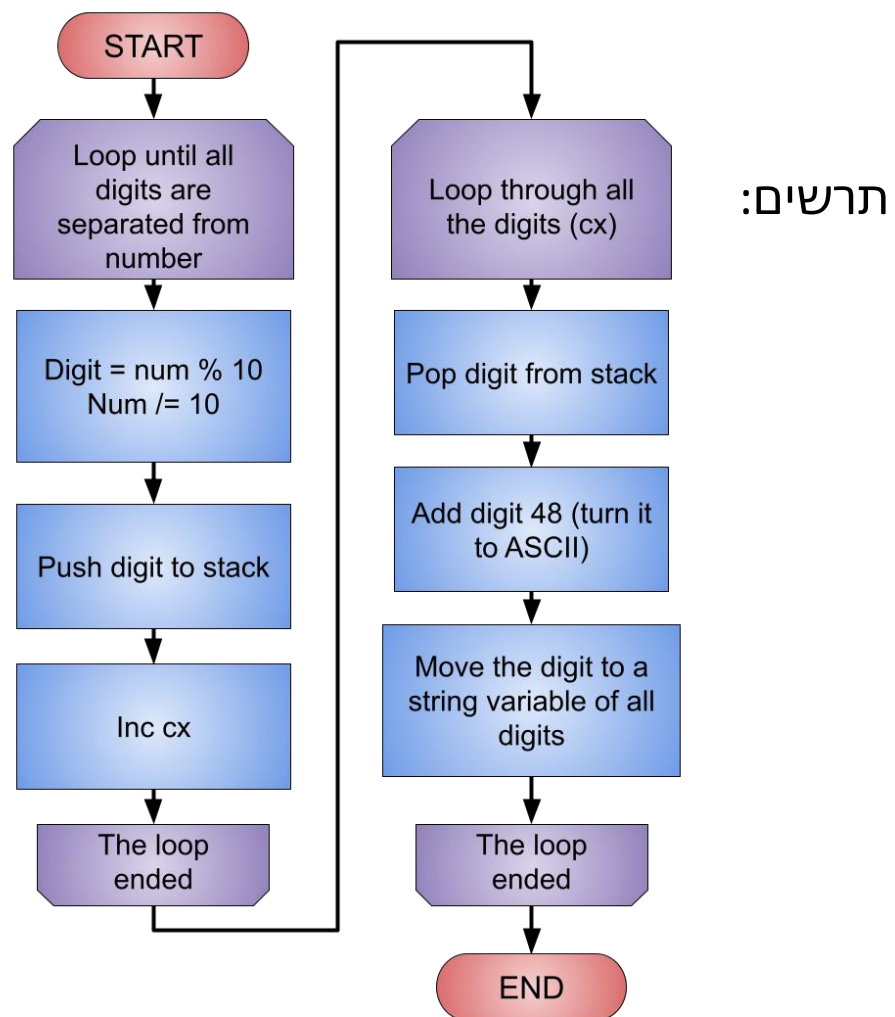 תרשים:
START
Loop until all
digits are
separated from
number
Digit = num % 10
Num /= 10
Push digit to stack
Inc cx
The loop
ended
Loop through all
the digits (cx)
Pop digit from stack
Add digit 48 (turn it
to ASCII)
Move the digit to a
string variable of all
digits
The loop
ended
END